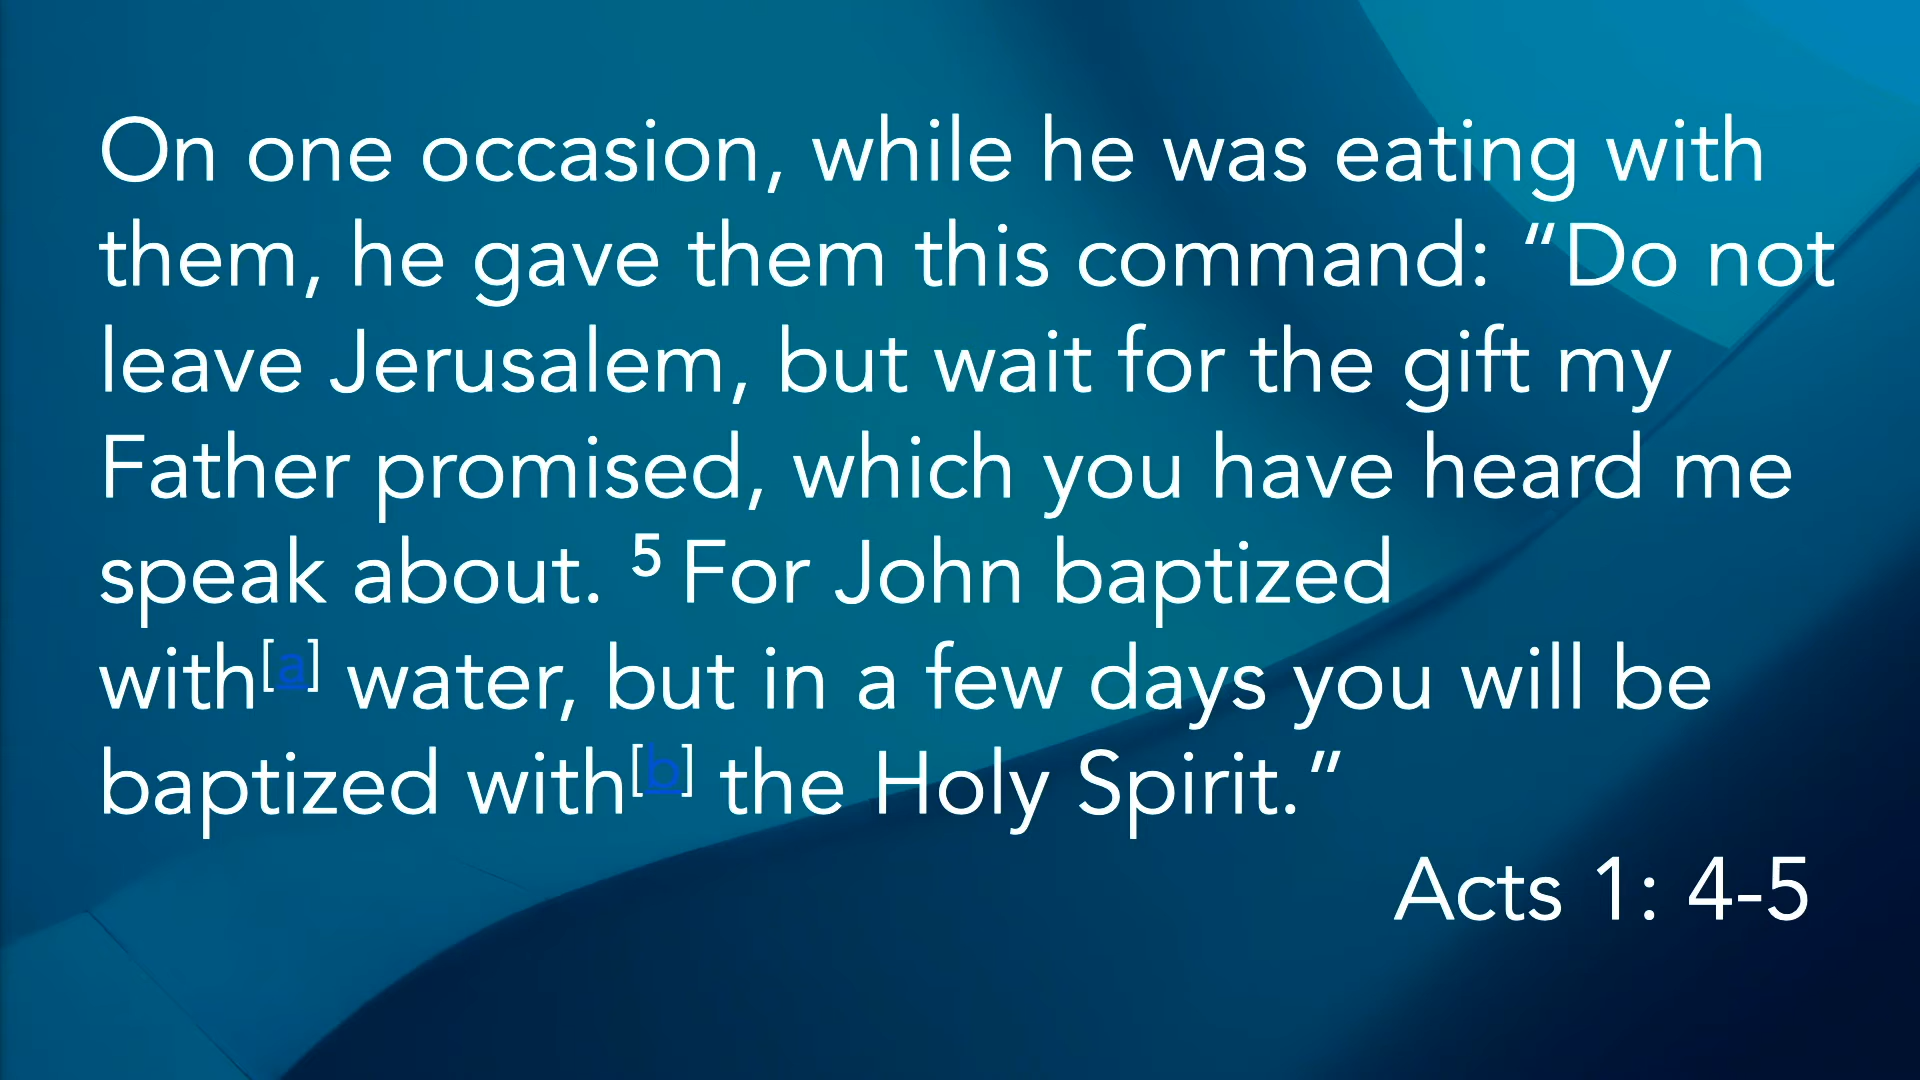 On one occasion, while he was eating with
them, he gave them this command: “Do not
leave Jerusalem, but wait for the gift my
Father promised, which you have heard me
speak about. 5 For John baptized
with[a] water, but in a few days you will be
baptized with[b] the Holy Spirit.”
Acts 1: 4-5